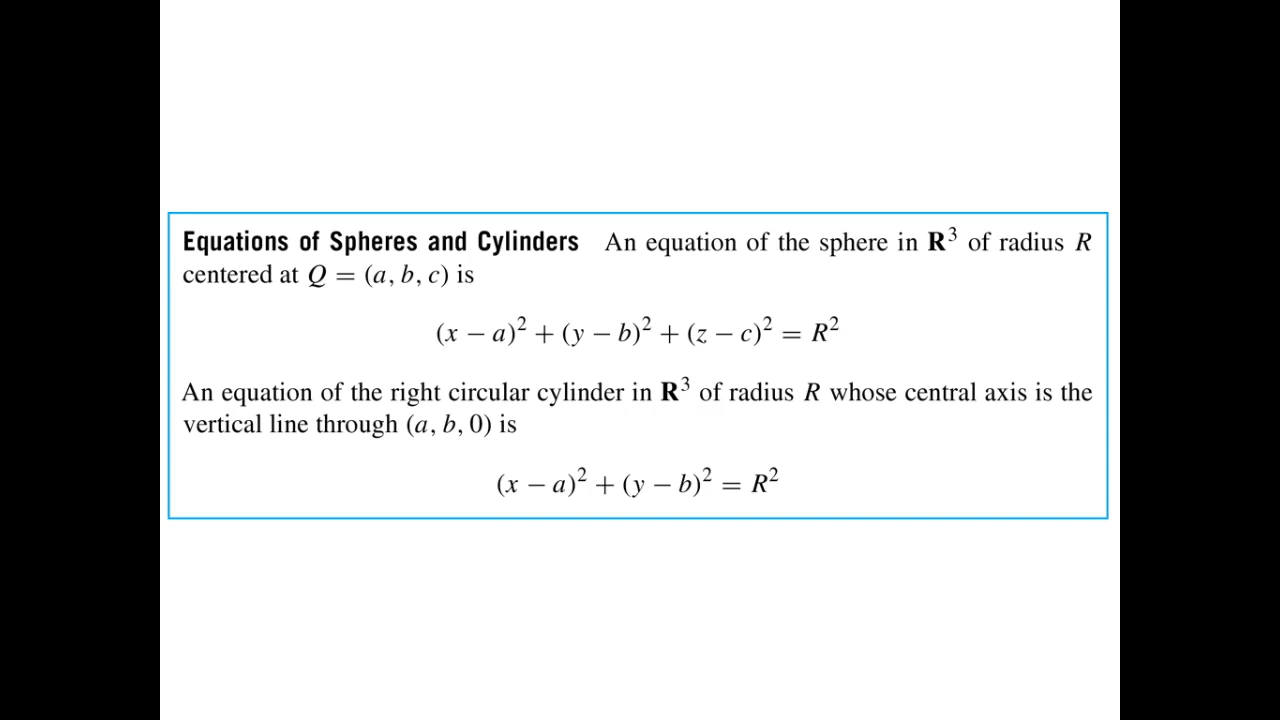 Equations of Spheres and Cylinders An equation of the sphere in R³ of radius R
centered at Q = (a, b, c) is
(x − a)² + (y − b)² + (z − c)² = R²
An equation of the right circular cylinder in R³ of radius R whose central axis is the
vertical line through (a, b, 0) is
(x − a)² + (y − b)² = R²